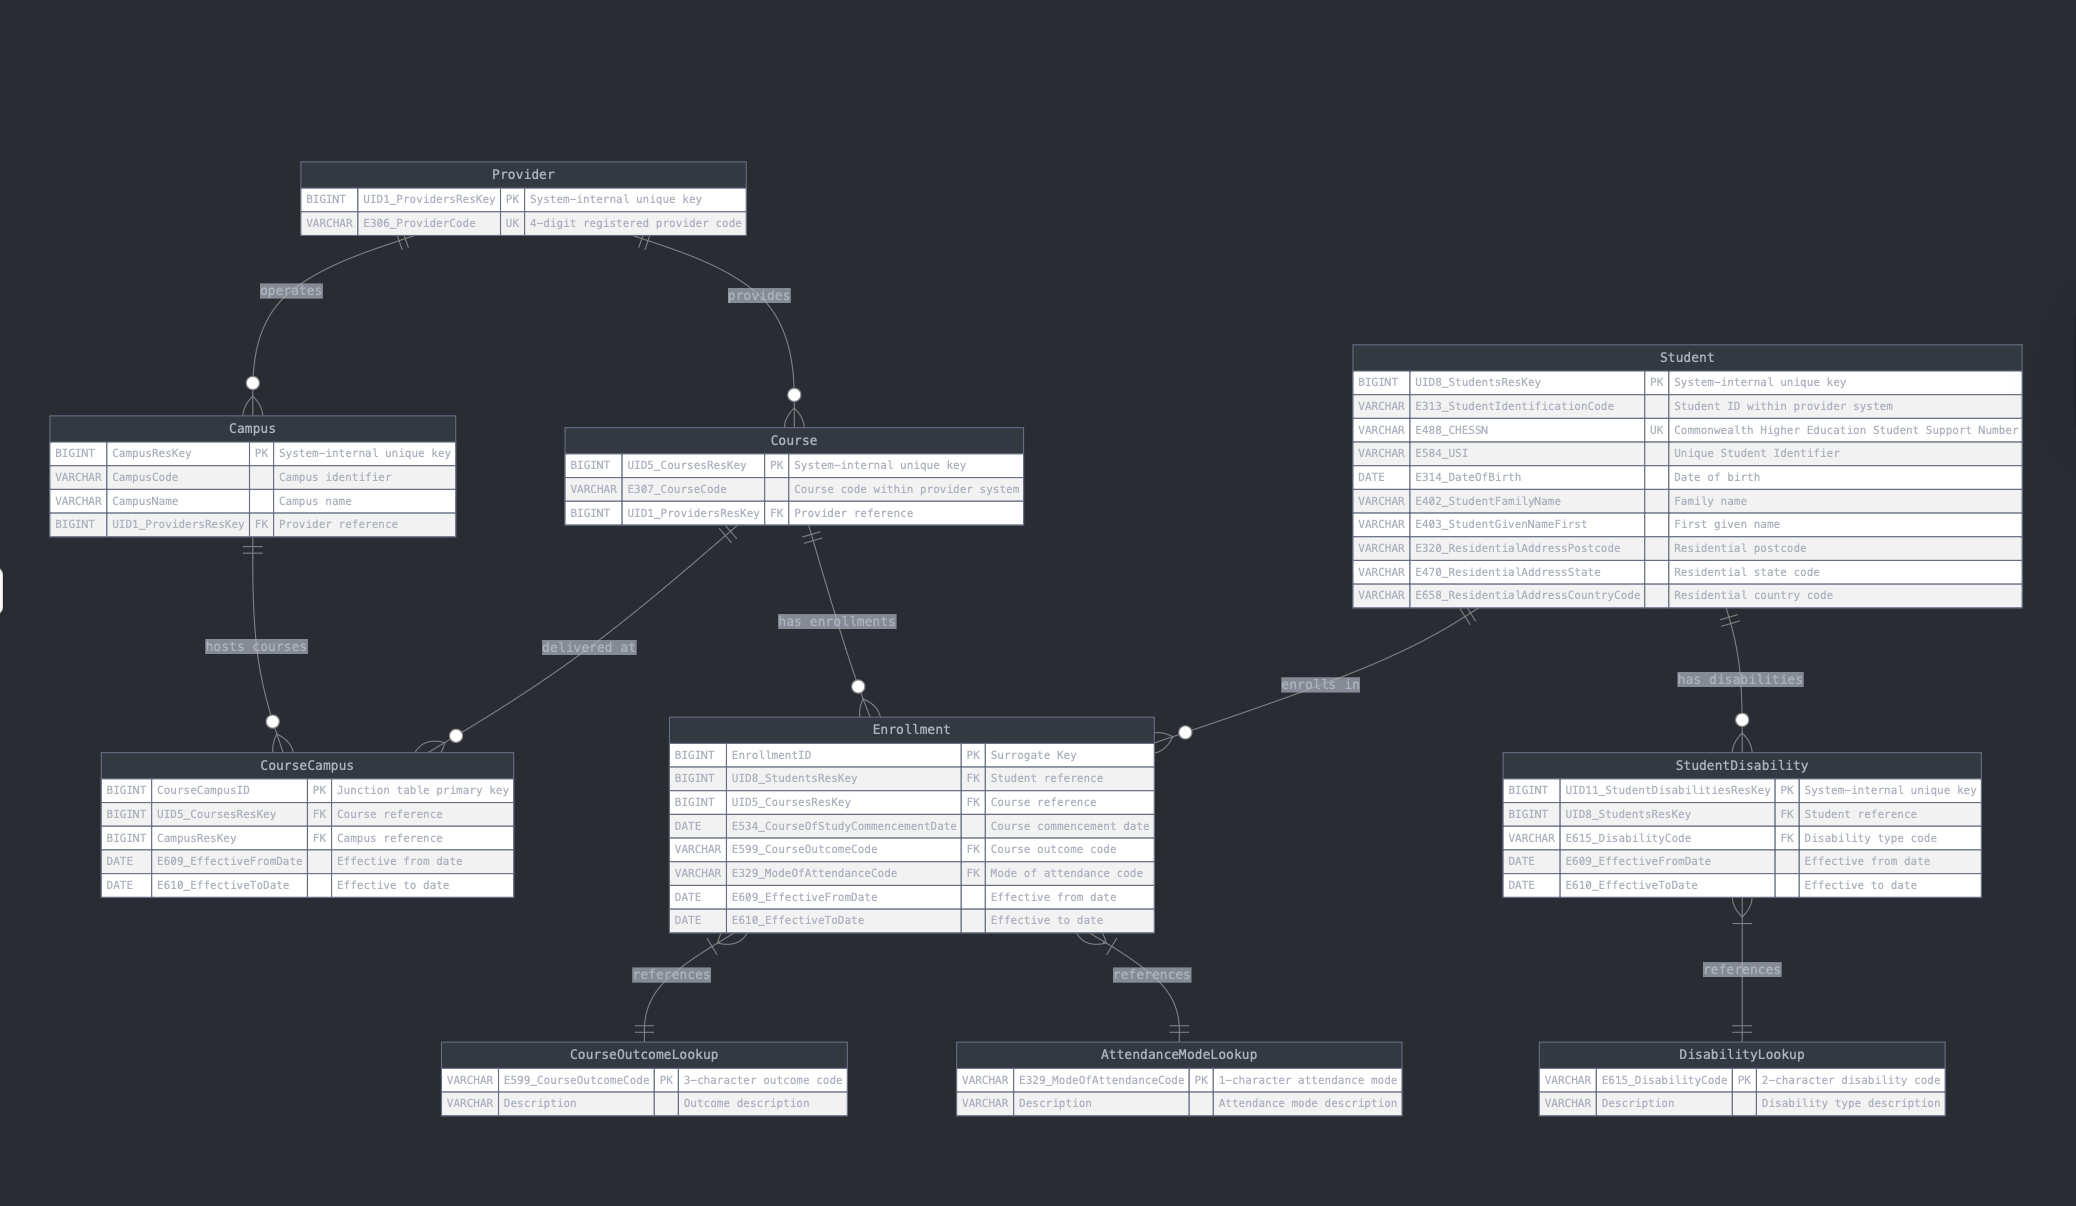 Provider
BIGINT UID1_ProvidersResKey PK System-internal unique key
VARCHAR E306_ProviderCode UK 4-digit registered provider code
operates
provides
Campus
BIGINT CampusResKey PK System-internal unique key
VARCHAR CampusCode Campus identifier
VARCHAR CampusName Campus name
BIGINT UID1_ProvidersResKey FK Provider reference
Course
BIGINT UID5_CoursesResKey PK System-internal unique key
VARCHAR E307_CourseCode Course code within provider system
BIGINT UID1_ProvidersResKey FK Provider reference
Student
BIGINT UID8_StudentsResKey PK System-internal unique key
VARCHAR E313_StudentIdentificationCode Student ID within provider system
VARCHAR E488_CHESSN UK Commonwealth Higher Education Student Support Number
VARCHAR E584_USI Unique Student Identifier
DATE E314_DateOfBirth Date of birth
VARCHAR E402_StudentFamilyName Family name
VARCHAR E403_StudentGivenNameFirst First given name
VARCHAR E320_ResidentialAddressPostcode Residential postcode
VARCHAR E470_ResidentialAddressState Residential state code
VARCHAR E658_ResidentialAddressCountryCode Residential country code
hosts courses
delivered at
has enrollments
enrolls in
has disabilities
CourseCampus
BIGINT CourseCampusID PK Junction table primary key
BIGINT UID5_CoursesResKey FK Course reference
BIGINT CampusResKey FK Campus reference
DATE E609_EffectiveFromDate Effective from date
DATE E610_EffectiveToDate Effective to date
Enrollment
BIGINT EnrollmentID PK Surrogate Key
BIGINT UID8_StudentsResKey FK Student reference
BIGINT UID5_CoursesResKey FK Course reference
DATE E534_CourseOfStudyCommencementDate Course commencement date
VARCHAR E599_CourseOutcomeCode FK Course outcome code
VARCHAR E329_ModeOfAttendanceCode FK Mode of attendance code
DATE E609_EffectiveFromDate Effective from date
DATE E610_EffectiveToDate Effective to date
StudentDisability
BIGINT UID11_StudentDisabilitiesResKey PK System-internal unique key
BIGINT UID8_StudentsResKey FK Student reference
VARCHAR E615_DisabilityCode FK Disability type code
DATE E609_EffectiveFromDate Effective from date
DATE E610_EffectiveToDate Effective to date
references
references
references
CourseOutcomeLookup
VARCHAR E599_CourseOutcomeCode PK 3-character outcome code
VARCHAR Description Outcome description
AttendanceModeLookup
VARCHAR E329_ModeOfAttendanceCode PK 1-character attendance mode
VARCHAR Description Attendance mode description
DisabilityLookup
VARCHAR E615_DisabilityCode PK 2-character disability code
VARCHAR Description Disability type description